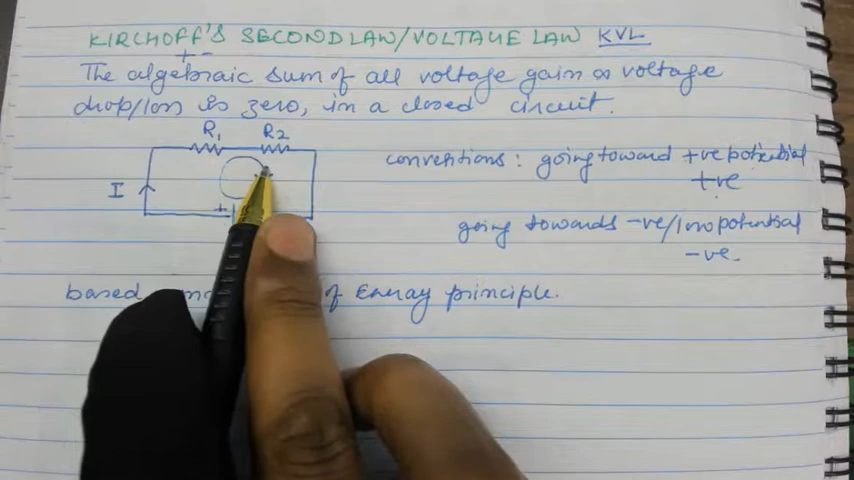 KIRCHOFF'S SECOND LAW/VOLTAUE LAW KVL
+ -
The algebraic sum of all voltage gain or voltage
drop/loss is zero, in a closed circuit.
R1 R2
conventions: going toward +ve potential
+ve
I
+
going towards -ve/low potential
-ve.
based of Energy principle.